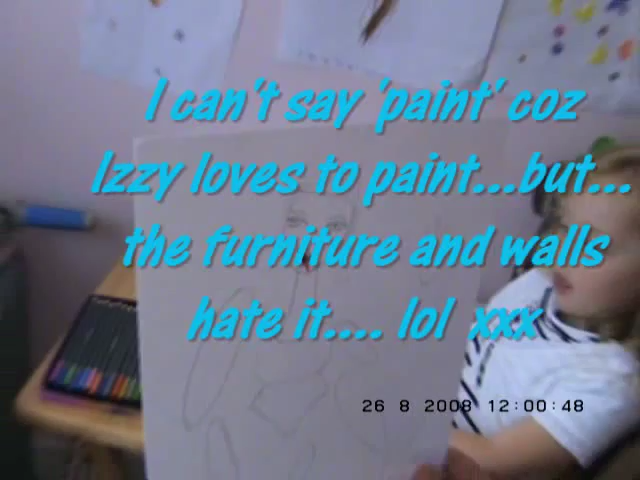 I can't say 'paint' coz
Izzy loves to paint...but...
the furniture and walls
hate it.... lol xxx
26 8 2008 12:00:48